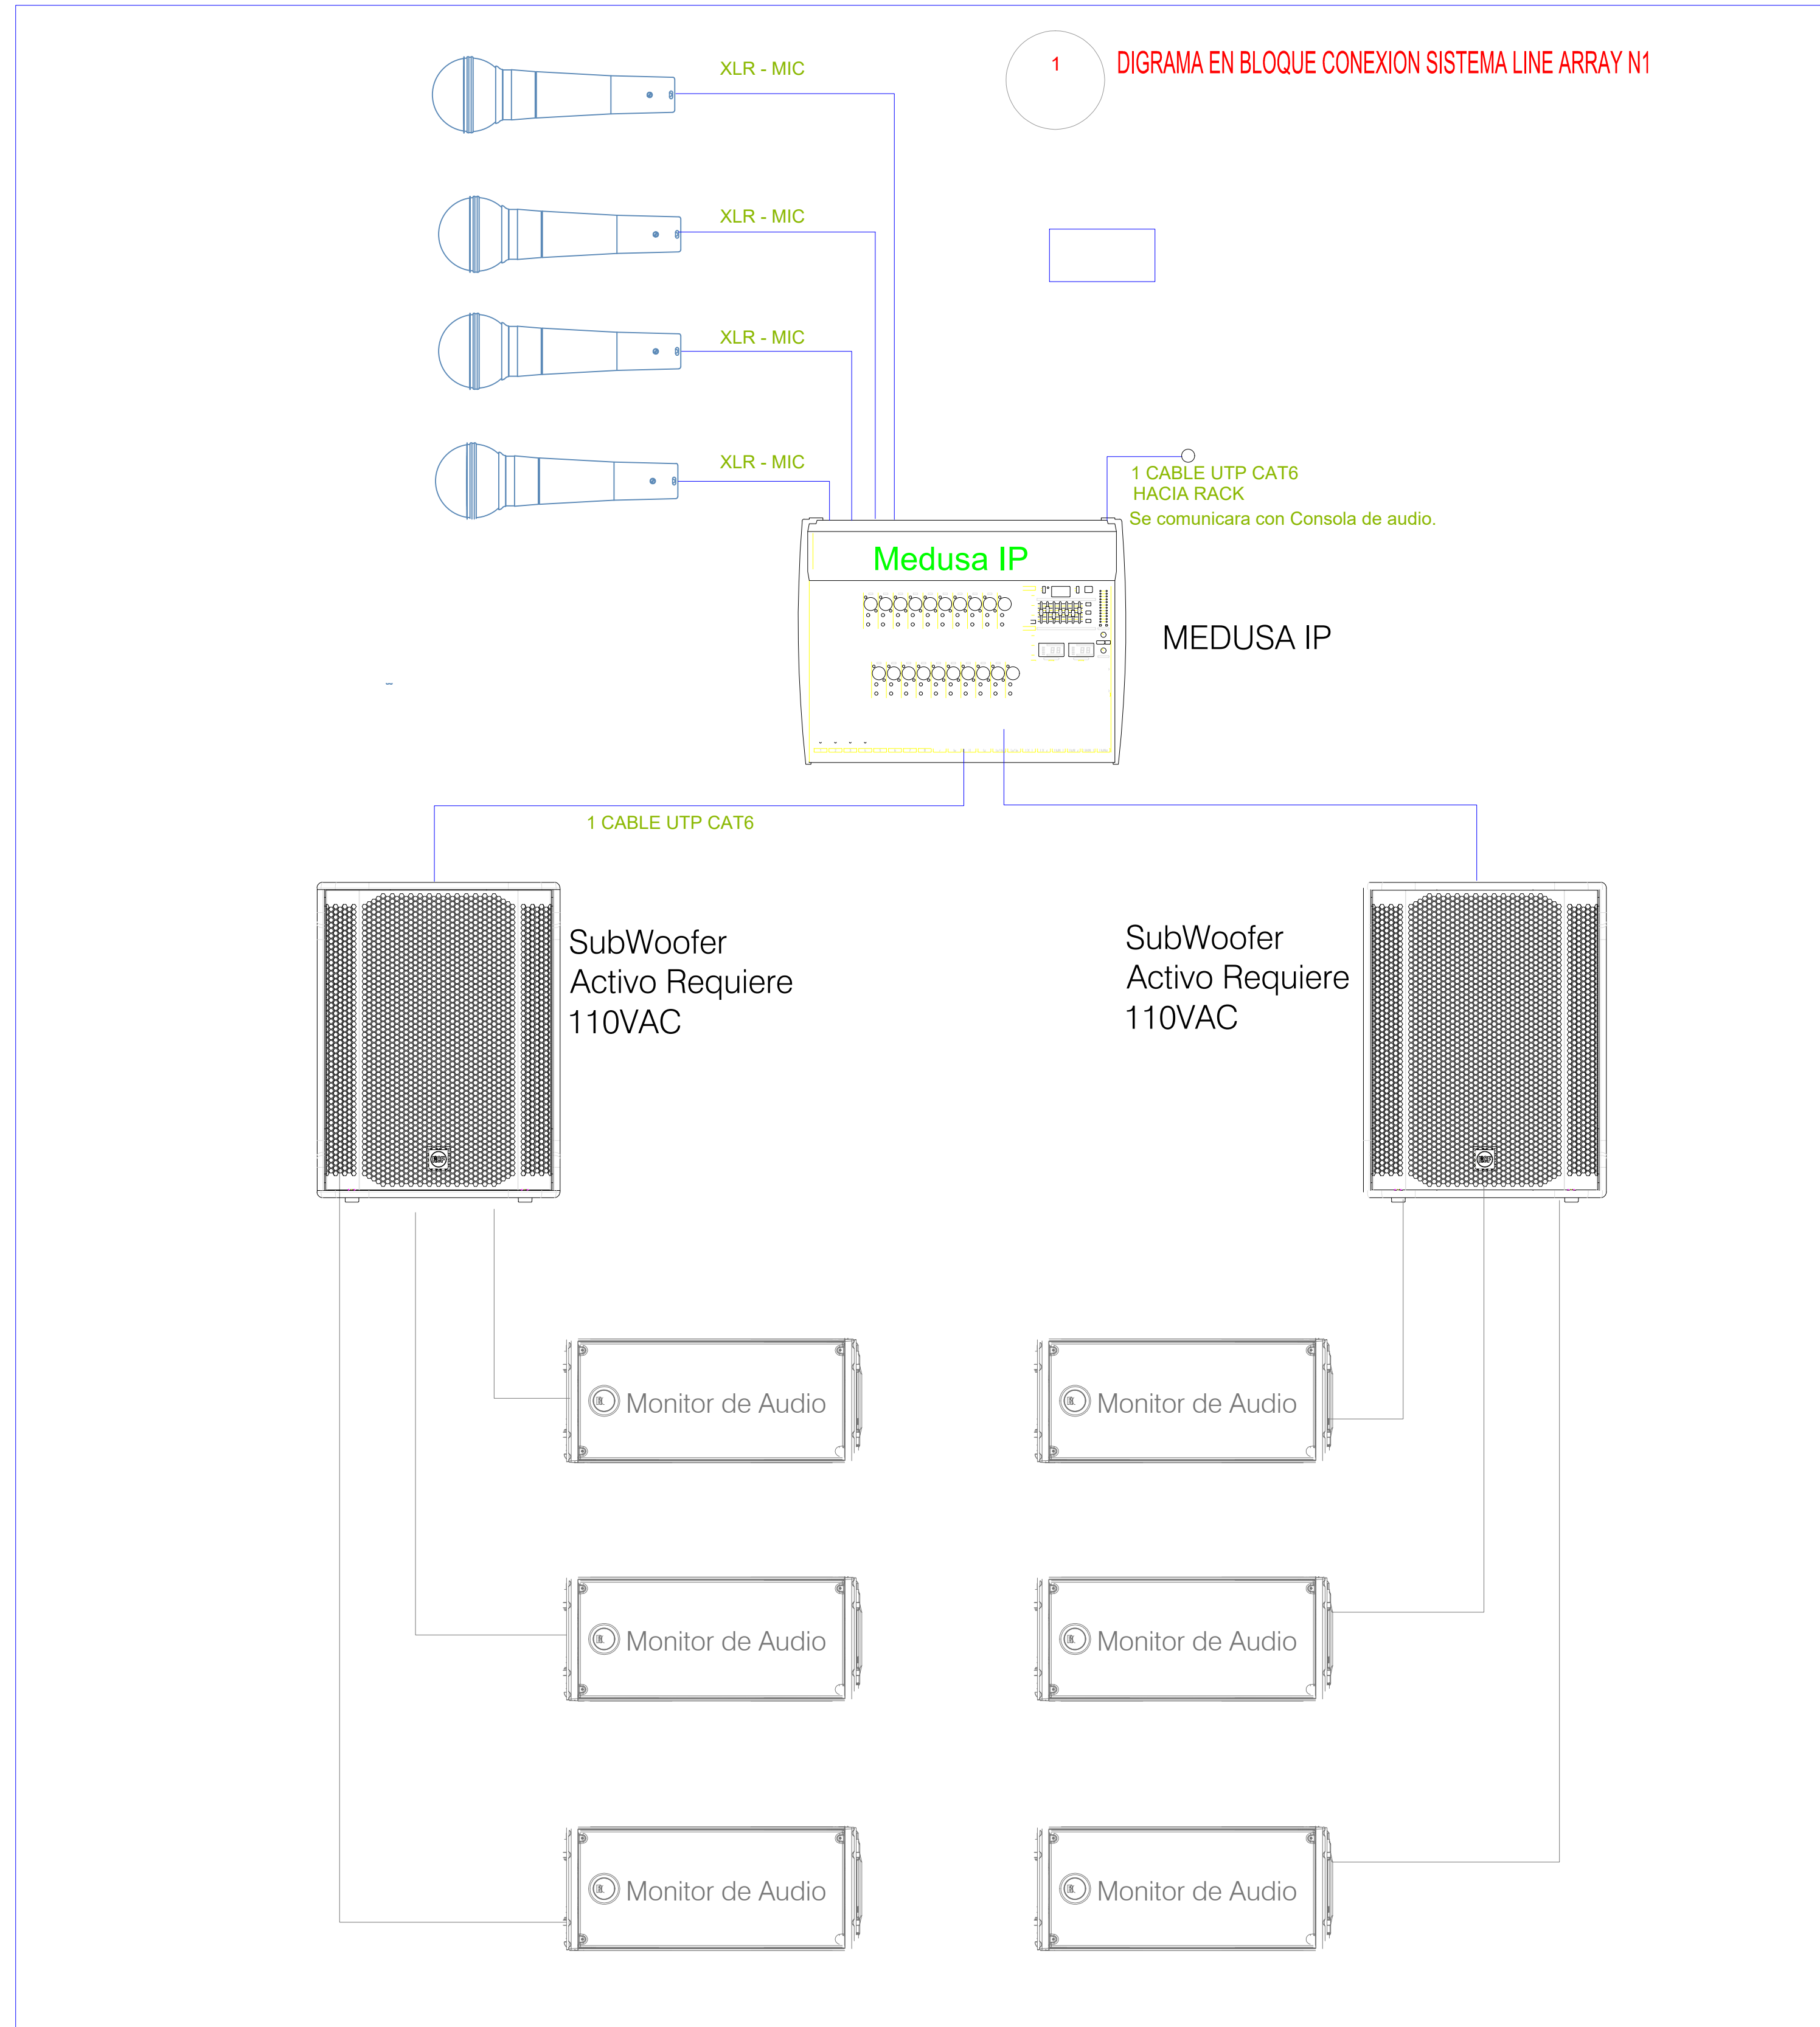 XLR - MIC
1
DIGRAMA EN BLOQUE CONEXION SISTEMA LINE ARRAY N1
XLR - MIC
XLR - MIC
XLR - MIC
1 CABLE UTP CAT6
HACIA RACK
Se comunicara con Consola de audio.
Medusa IP
MEDUSA IP
1 CABLE UTP CAT6
SubWoofer
Activo Requiere
110VAC
SubWoofer
Activo Requiere
110VAC
Monitor de Audio
Monitor de Audio
Monitor de Audio
Monitor de Audio
Monitor de Audio
Monitor de Audio